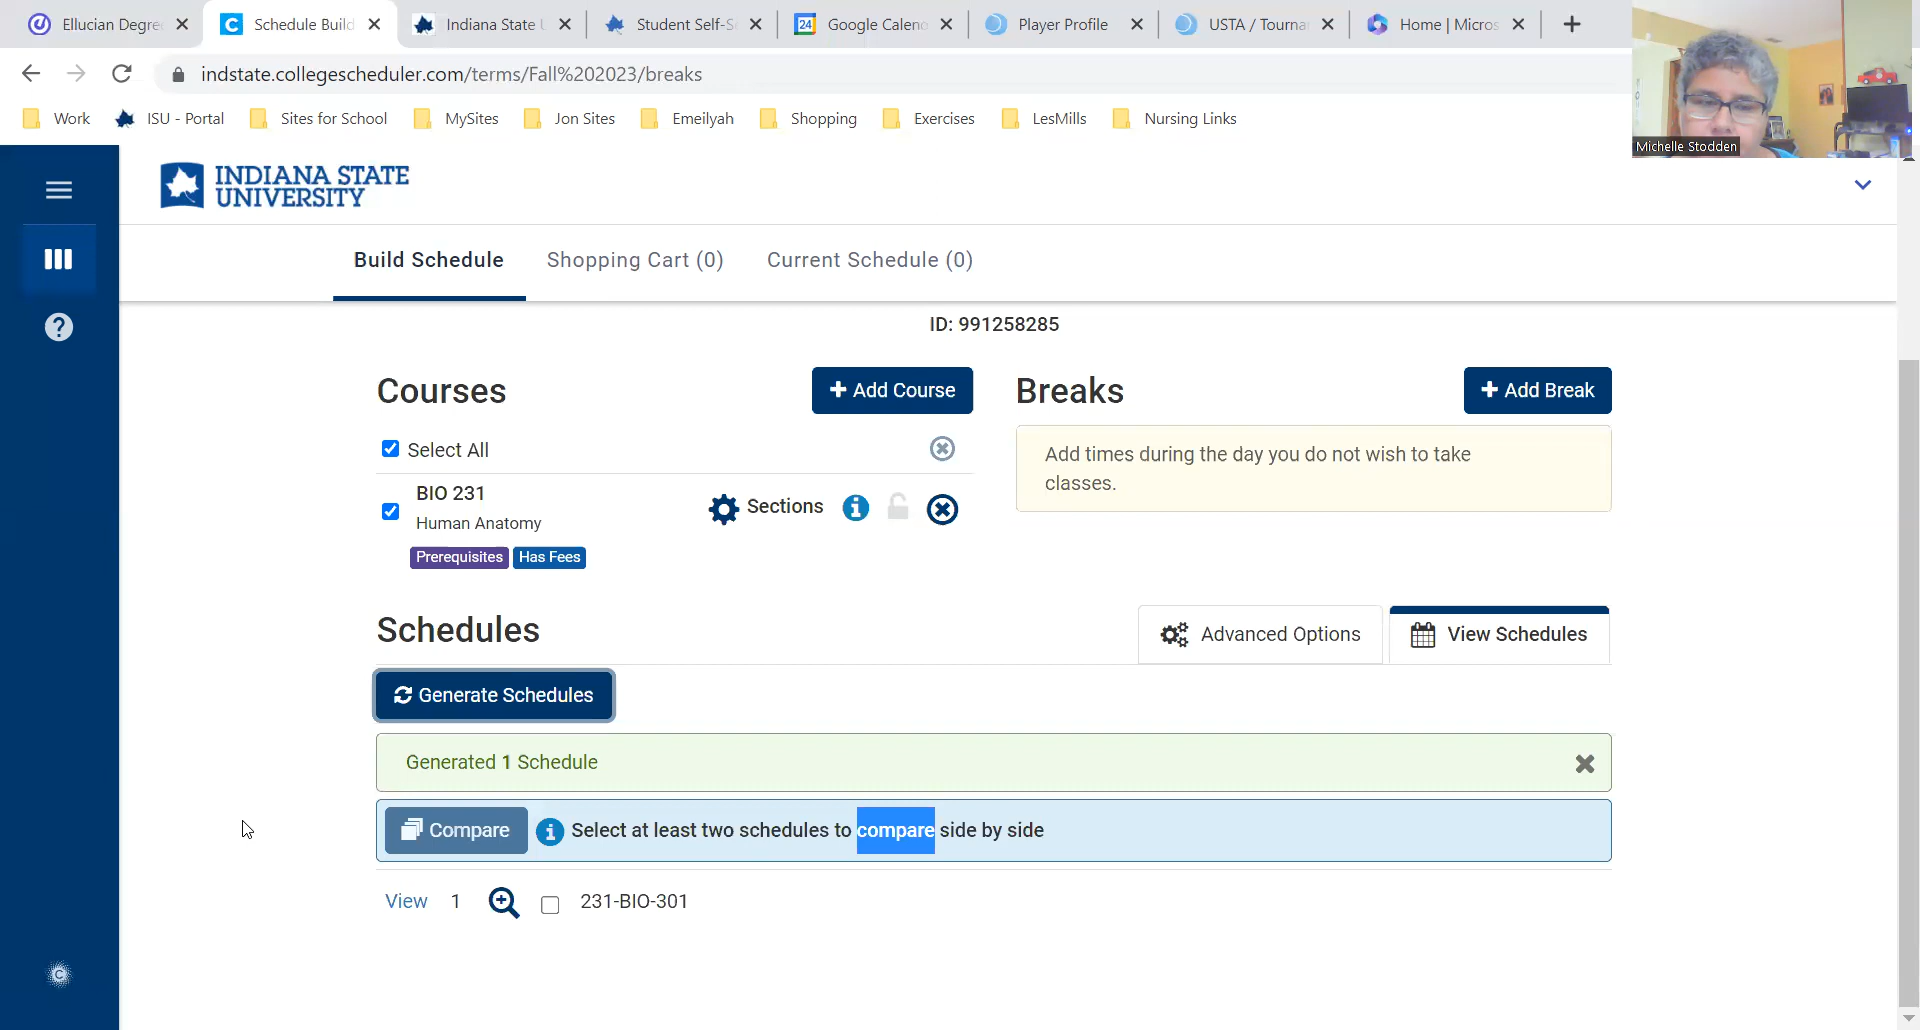 Ellucian Degre
Schedule Build
Indiana State U
Student Self-S
24
Google Calend
Player Profile
USTA / Tourna
Home | Micros
indstate.collegescheduler.com/terms/Fall%202023/breaks
Work
ISU - Portal
Sites for School
MySites
Jon Sites
Emeilyah
Shopping
Exercises
LesMills
Nursing Links
Michelle Stodden
INDIANA STATE
UNIVERSITY
Build Schedule
Shopping Cart (0)
Current Schedule (0)
ID: 991258285
Courses
+ Add Course
Breaks
+ Add Break
Select All
Add times during the day you do not wish to take
classes.
BIO 231
Human Anatomy
Sections
Prerequisites
Has Fees
Schedules
Advanced Options
View Schedules
Generate Schedules
Generated 1 Schedule
Compare
Select at least two schedules to compare side by side
View
1
231-BIO-301